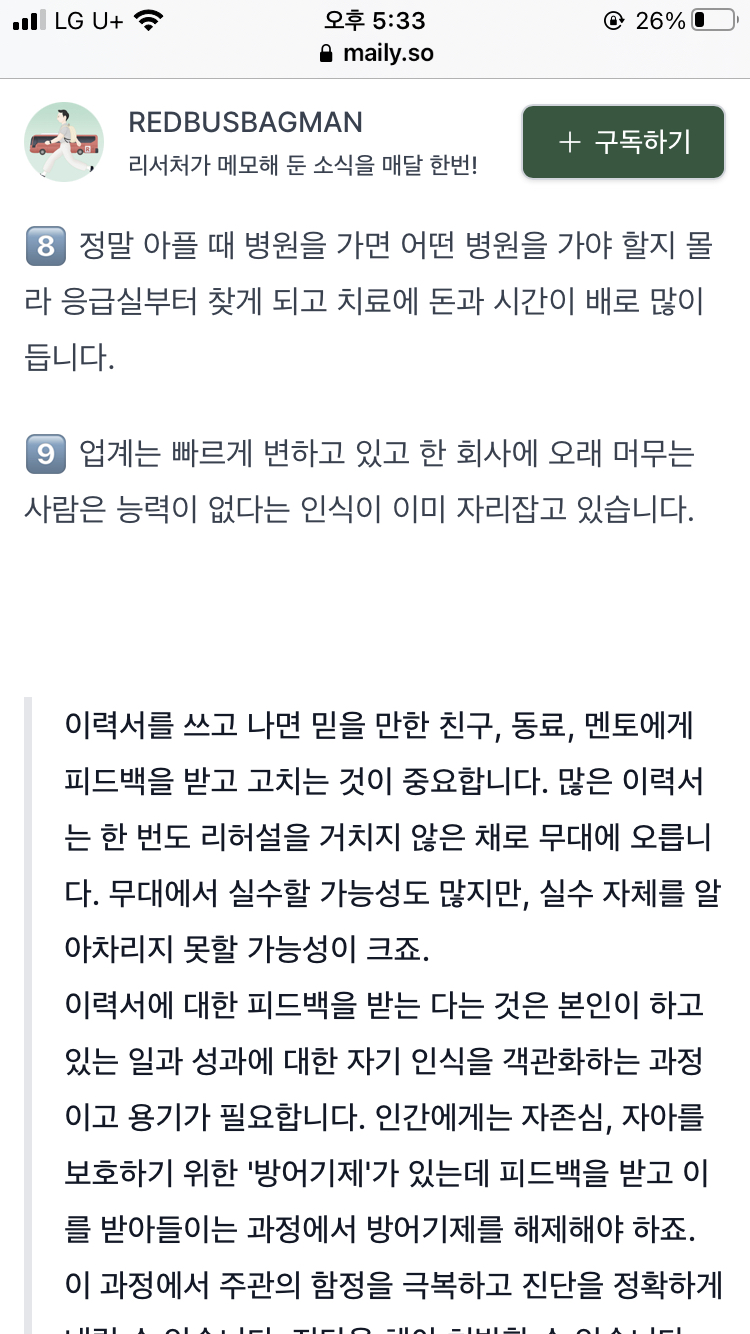 LG U+ 오후 5:33 26%
maily.so
REDBUSBAGMAN
리서처가 메모해 둔 소식을 매달 한번!
+ 구독하기
8 정말 아플 때 병원을 가면 어떤 병원을 가야 할지 몰
라 응급실부터 찾게 되고 치료에 돈과 시간이 배로 많이
듭니다.
9 업계는 빠르게 변하고 있고 한 회사에 오래 머무는
사람은 능력이 없다는 인식이 이미 자리잡고 있습니다.
이력서를 쓰고 나면 믿을 만한 친구, 동료, 멘토에게
피드백을 받고 고치는 것이 중요합니다. 많은 이력서
는 한 번도 리허설을 거치지 않은 채로 무대에 오릅니
다. 무대에서 실수할 가능성도 많지만, 실수 자체를 알
아차리지 못할 가능성이 크죠.
이력서에 대한 피드백을 받는 다는 것은 본인이 하고
있는 일과 성과에 대한 자기 인식을 객관화하는 과정
이고 용기가 필요합니다. 인간에게는 자존심, 자아를
보호하기 위한 '방어기제'가 있는데 피드백을 받고 이
를 받아들이는 과정에서 방어기제를 해제해야 하죠.
이 과정에서 주관의 함정을 극복하고 진단을 정확하게